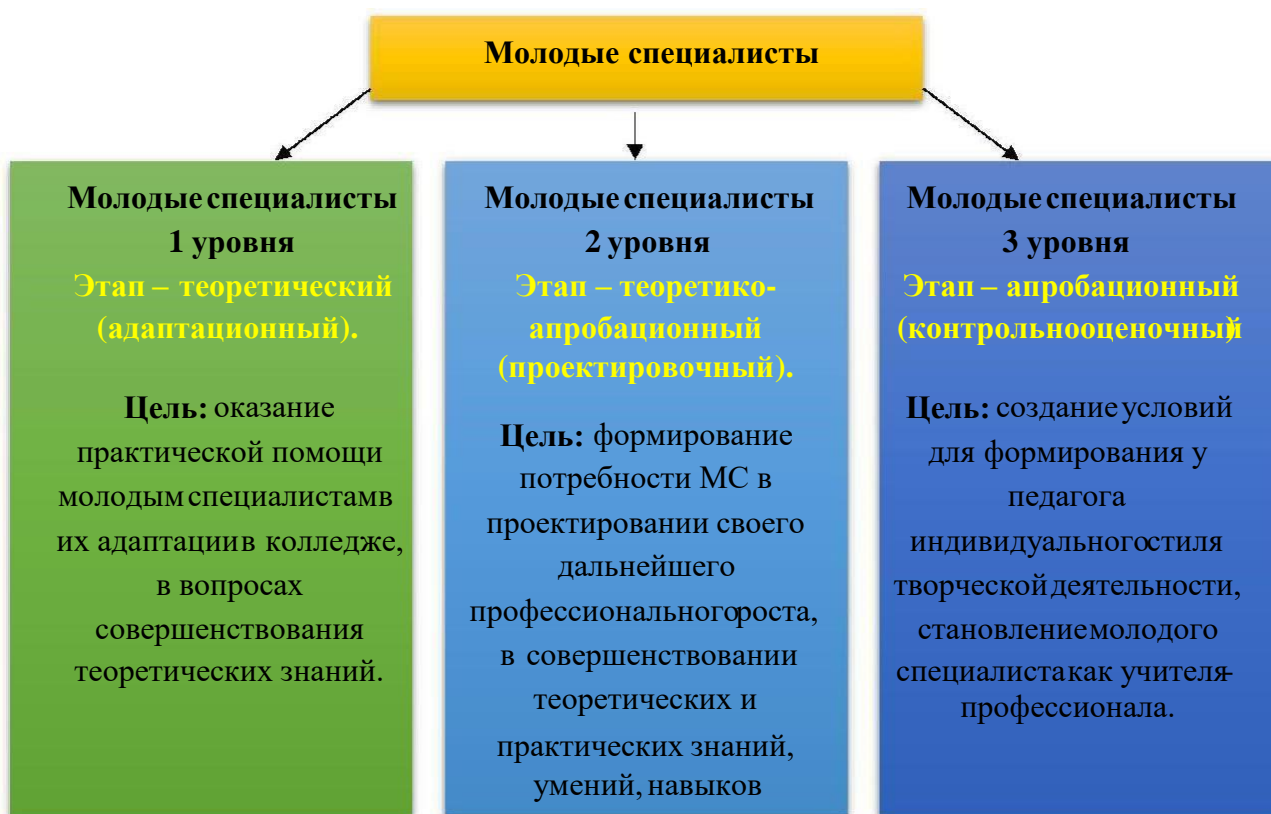 Молодые специалисты
Молодые специалисты
1 уровня
Этап – теоретический
(адаптационный).
Цель: оказание
практической помощи
молодым специалистам в
их адаптации в колледже,
в вопросах
совершенствования
теоретических знаний.
Молодые специалисты
2 уровня
Этап – теоретико-
апробационный
(проектировочный).
Цель: формирование
потребности МС в
проектировании своего
дальнейшего
профессионального роста,
в совершенствовании
теоретических и
практических знаний,
умений, навыков
Молодые специалисты
3 уровня
Этап – апробационный
(контрольнооценочный)
Цель: создание условий
для формирования у
педагога
индивидуального стиля
творческой деятельности,
становление молодого
специалиста как учителя-
профессионала.